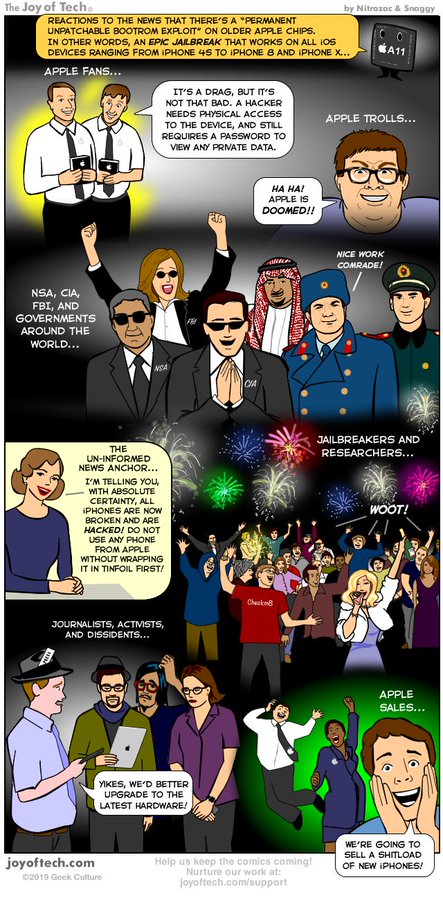 The Joy of Tech®
by Nitrozac & Snaggy
REACTIONS TO THE NEWS THAT THERE'S A "PERMANENT
UNPATCHABLE BOOTROM EXPLOIT" ON OLDER APPLE CHIPS.
IN OTHER WORDS, AN EPIC JAILBREAK THAT WORKS ON ALL iOS
DEVICES RANGING FROM iPHONE 4S TO iPHONE 8 AND iPHONE X...
A11
APPLE FANS...
IT'S A DRAG, BUT IT'S
NOT THAT BAD. A HACKER
NEEDS PHYSICAL ACCESS
TO THE DEVICE, AND STILL
REQUIRES A PASSWORD TO
VIEW ANY PRIVATE DATA.
APPLE TROLLS...
HA HA!
APPLE IS
DOOMED!!
NSA, CIA,
FBI, AND
GOVERNMENTS
AROUND THE
WORLD...
NICE WORK
COMRADE!
FBI
NSA
CIA
JAILBREAKERS AND
RESEARCHERS...
WOOT!
Checkm8
THE
UN-INFORMED
NEWS ANCHOR...
I'M TELLING YOU,
WITH ABSOLUTE
CERTAINTY, ALL
iPHONES ARE NOW
BROKEN AND ARE
HACKED! DO NOT
USE ANY PHONE
FROM APPLE
WITHOUT WRAPPING
IT IN TINFOIL FIRST!
JOURNALISTS, ACTIVISTS,
AND DISSIDENTS...
YIKES, WE'D BETTER
UPGRADE TO THE
LATEST HARDWARE!
APPLE
SALES...
WE'RE GOING TO
SELL A SHITLOAD
OF NEW iPHONES!
joyoftech.com
©2019 Geek Culture
Help us keep the comics coming!
Nurture our work at:
joyoftech.com/support